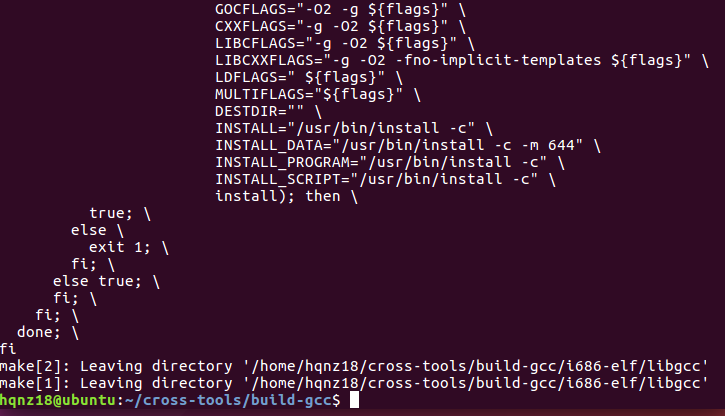 GOCFLAGS="-O2 -g ${flags}" \
CXXFLAGS="-g -O2 ${flags}" \
LIBCFLAGS="-g -O2 ${flags}" \
LIBCXXFLAGS="-g -O2 -fno-implicit-templates ${flags}" \
LDFLAGS=" ${flags}" \
MULTIFLAGS="${flags}" \
DESTDIR="" \
INSTALL="/usr/bin/install -c" \
INSTALL_DATA="/usr/bin/install -c -m 644" \
INSTALL_PROGRAM="/usr/bin/install -c" \
INSTALL_SCRIPT="/usr/bin/install -c" \
install); then \
true; \
else \
exit 1; \
fi; \
else true; \
fi; \
fi; \
done; \
fi
make[2]: Leaving directory '/home/hqnz18/cross-tools/build-gcc/i686-elf/libgcc'
make[1]: Leaving directory '/home/hqnz18/cross-tools/build-gcc/i686-elf/libgcc'
hqnz18@ubuntu:~/cross-tools/build-gcc$